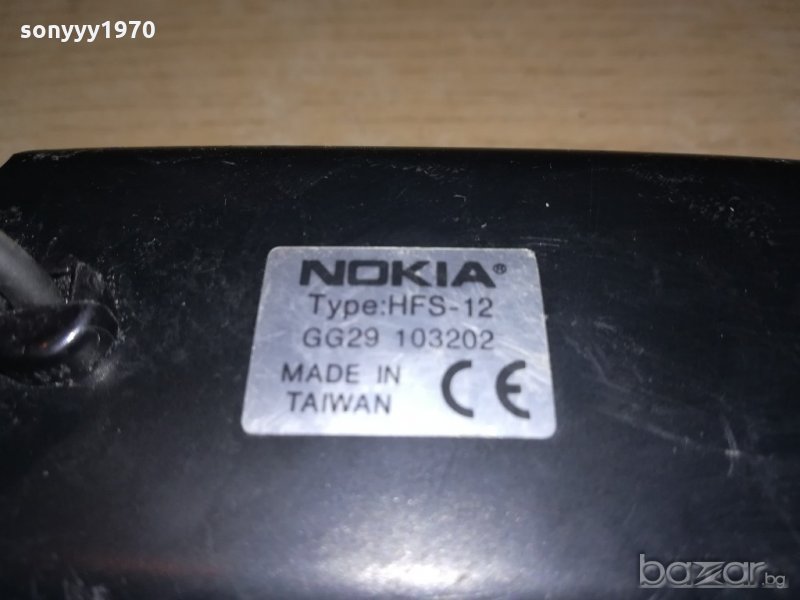 sonyyy1970
NOKIA®
Type:HFS-12
GG29 103202
MADE IN
TAIWAN
CE
bazar.bg